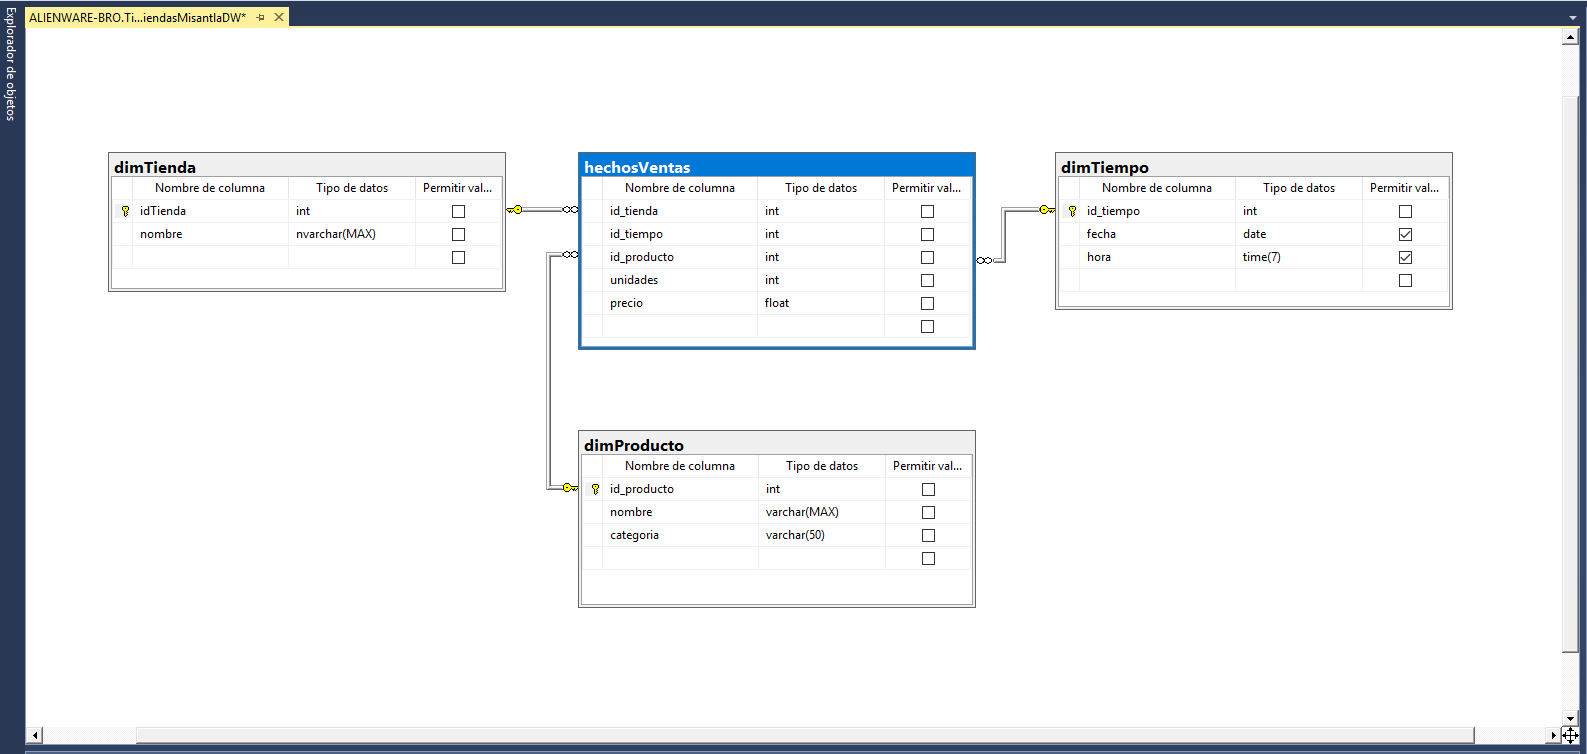 ALIENWARE-BRO.Ti...iendasMisantlaDW*
Explorador de objetos
dimTienda
Nombre de columna Tipo de datos Permitir val...
idTienda int
nombre nvarchar(MAX)
hechosVentas
Nombre de columna Tipo de datos Permitir val...
id_tienda int
id_tiempo int
id_producto int
unidades int
precio float
dimTiempo
Nombre de columna Tipo de datos Permitir val...
id_tiempo int
fecha date
hora time(7)
dimProducto
Nombre de columna Tipo de datos Permitir val...
id_producto int
nombre varchar(MAX)
categoria varchar(50)